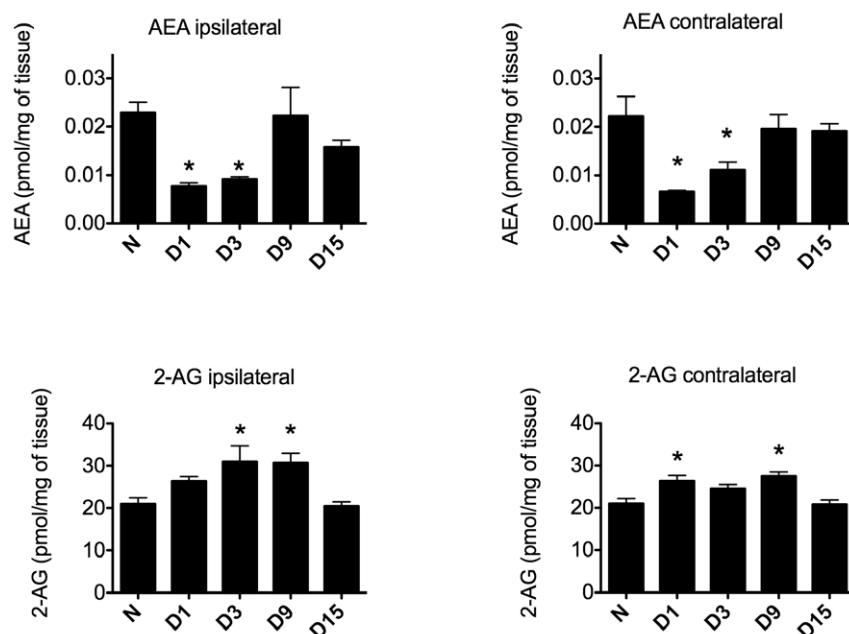 AEA ipsilateral
AEA (pmol/mg of tissue)
0.03
0.02
0.01
0.00
* *
N D1 D3 D9 D15
AEA contralateral
AEA (pmol/mg of tissue)
0.03
0.02
0.01
0.00
* *
N D1 D3 D9 D15
2-AG ipsilateral
2-AG (pmol/mg of tissue)
40
30
20
10
0
* *
N D1 D3 D9 D15
2-AG contralateral
2-AG (pmol/mg of tissue)
40
30
20
10
0
* *
N D1 D3 D9 D15